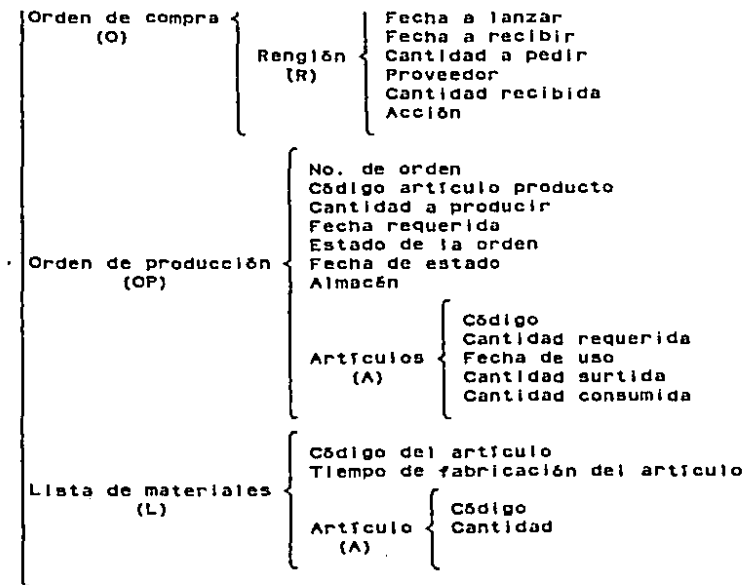 Orden de compra
(O)
Renglón
(R)
Fecha a lanzar
Fecha a recibir
Cantidad a pedir
Proveedor
Cantidad recibida
Acción
Orden de producción
(OP)
No. de orden
Código artículo producto
Cantidad a producir
Fecha requerida
Estado de la orden
Fecha de estado
Almacén
Artículos
(A)
Código
Cantidad requerida
Fecha de uso
Cantidad surtida
Cantidad consumida
Lista de materiales
(L)
Código del artículo
Tiempo de fabricación del artículo
Artículo
(A)
Código
Cantidad